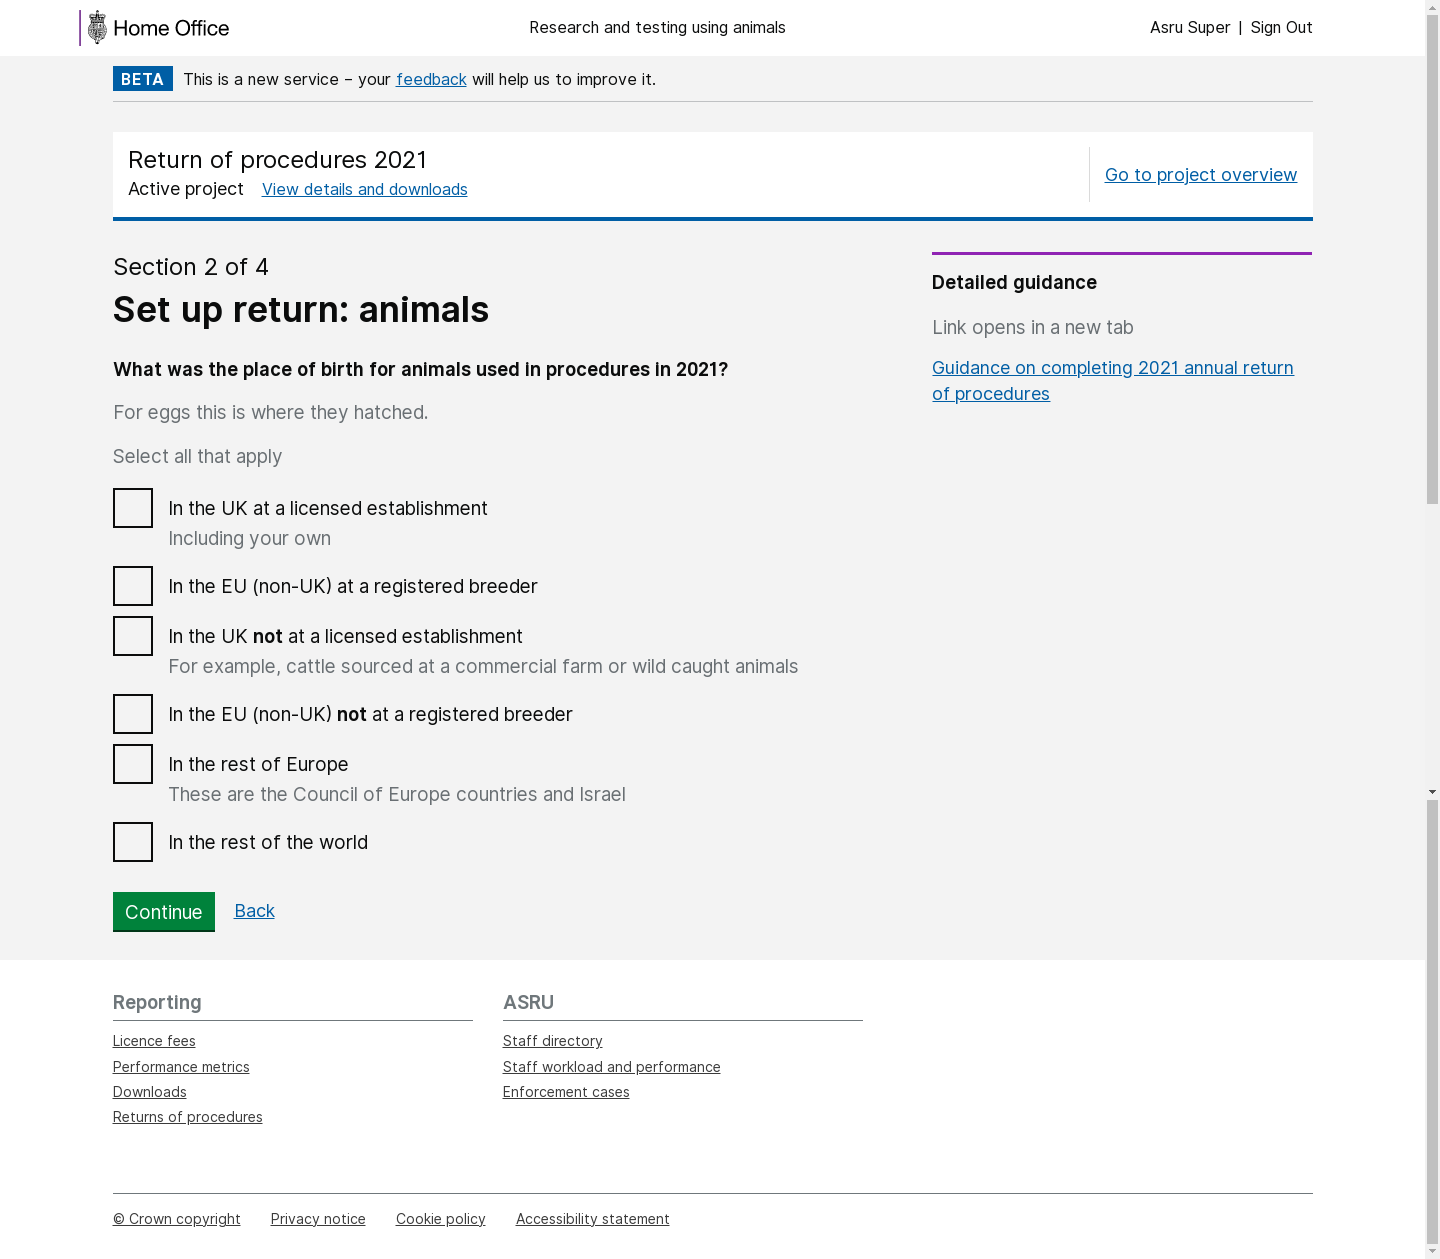 Home Office
Research and testing using animals
Asru Super | Sign Out
BETA This is a new service – your feedback will help us to improve it.
Return of procedures 2021
Active project View details and downloads
Go to project overview
Section 2 of 4
Set up return: animals
What was the place of birth for animals used in procedures in 2021?
For eggs this is where they hatched.
Select all that apply
In the UK at a licensed establishment
Including your own
In the EU (non-UK) at a registered breeder
In the UK not at a licensed establishment
For example, cattle sourced at a commercial farm or wild caught animals
In the EU (non-UK) not at a registered breeder
In the rest of Europe
These are the Council of Europe countries and Israel
In the rest of the world
Continue Back
Detailed guidance
Link opens in a new tab
Guidance on completing 2021 annual return
of procedures
Reporting
Licence fees
Performance metrics
Downloads
Returns of procedures
ASRU
Staff directory
Staff workload and performance
Enforcement cases
© Crown copyright Privacy notice Cookie policy Accessibility statement